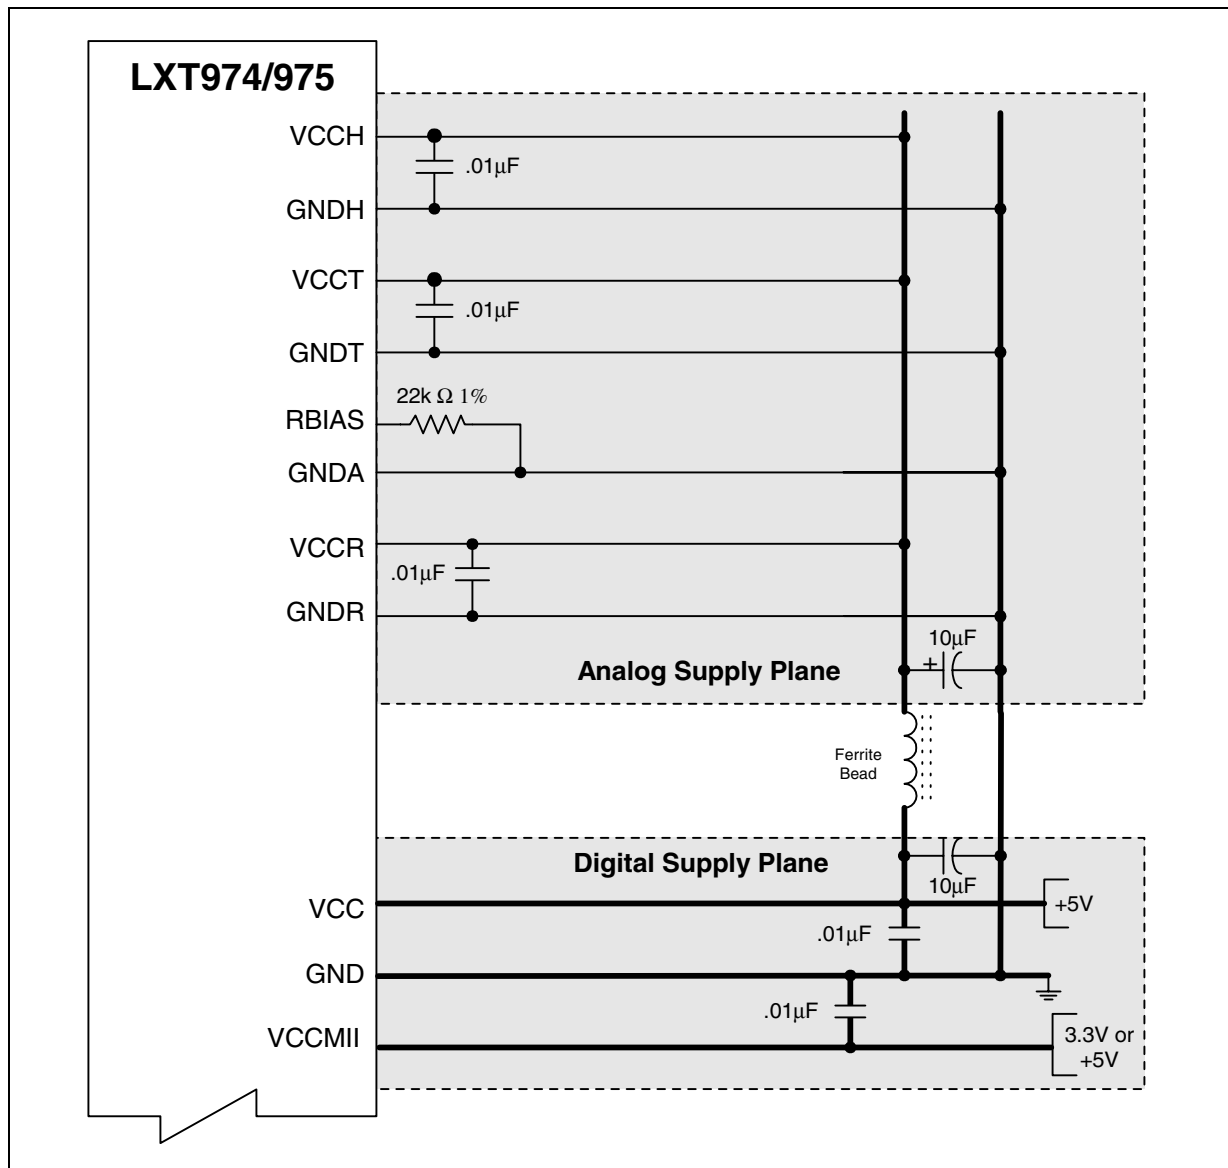 LXT974/975
VCCH
.01µF
GNDH
VCCT
.01µF
GNDT
22k Ω 1%
RBIAS
GNDA
VCCR
.01µF
GNDR
10µF
+
Analog Supply Plane
Ferrite
Bead
Digital Supply Plane
10µF
VCC
+5V
.01µF
GND
.01µF
VCCMII
3.3V or
+5V